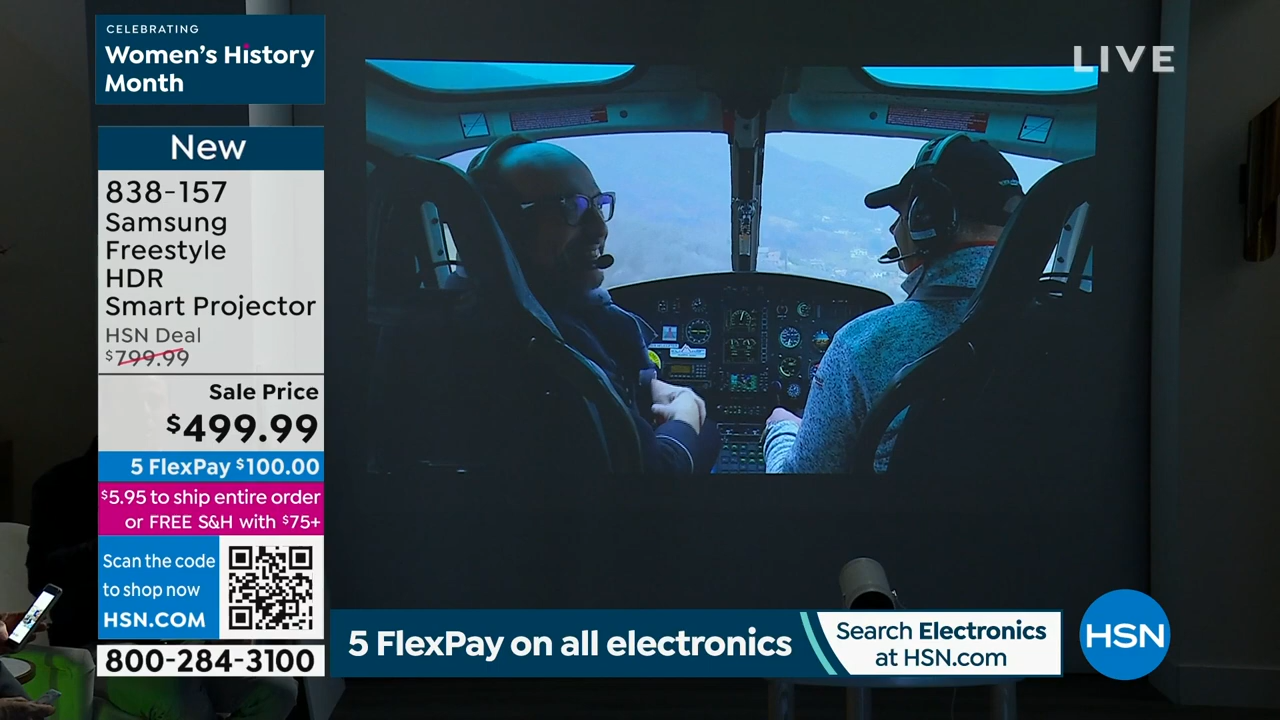 CELEBRATING
Women's History
Month
LIVE
New
838-157
Samsung
Freestyle
HDR
Smart Projector
HSN Deal
$799.99
Sale Price
$499.99
5 FlexPay $100.00
$5.95 to ship entire order
or FREE S&H with $75+
Scan the code
to shop now
HSN.COM
800-284-3100
5 FlexPay on all electronics
Search Electronics
at HSN.com
HSN